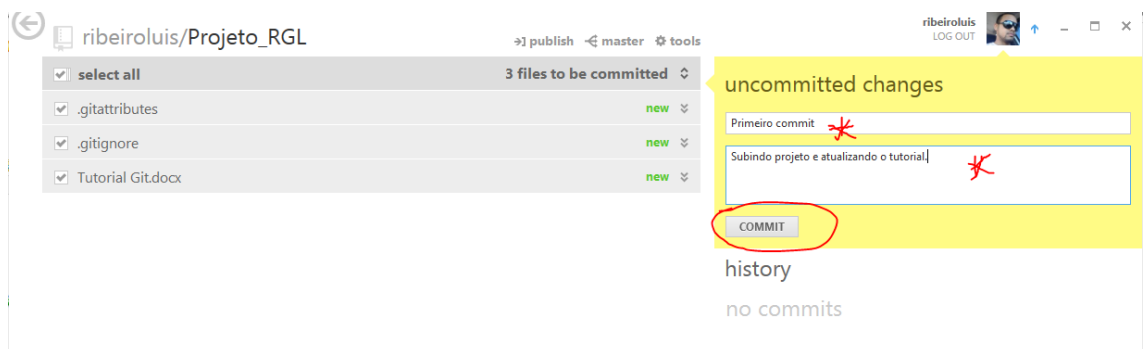 ribeiroluis/Projeto_RGL
publish master tools
ribeiroluis
LOG OUT
select all 3 files to be committed
.gitattributes new
.gitignore new
Tutorial Git.docx new
uncommitted changes
Primeiro commit
Subindo projeto e atualizando o tutorial.
COMMIT
history
no commits